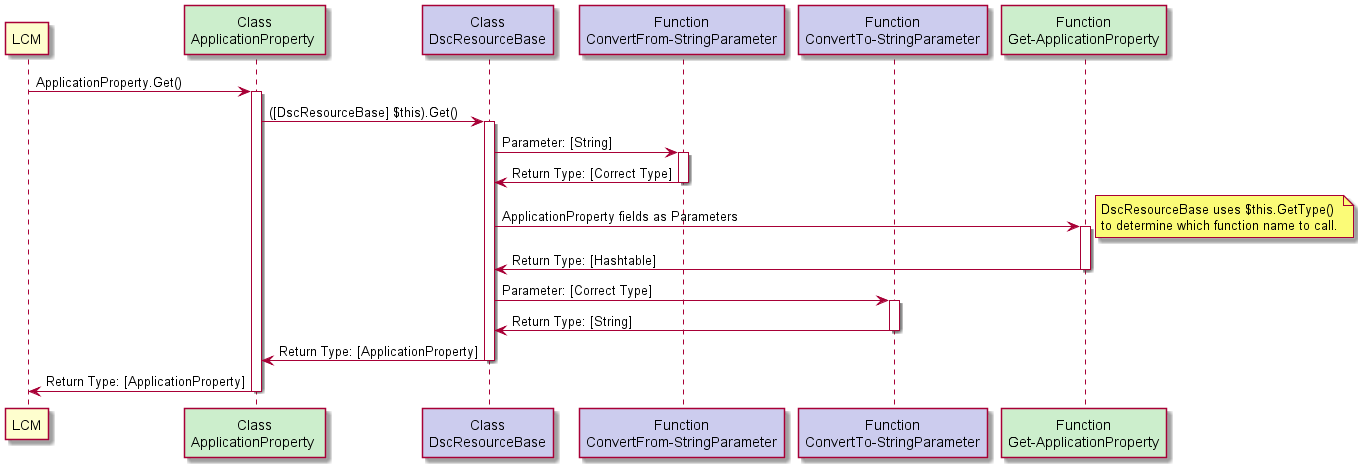 LCM
Class
ApplicationProperty
Class
DscResourceBase
Function
ConvertFrom-StringParameter
Function
ConvertTo-StringParameter
Function
Get-ApplicationProperty
ApplicationProperty.Get()
([DscResourceBase] $this).Get()
Parameter: [String]
Return Type: [Correct Type]
ApplicationProperty fields as Parameters
DscResourceBase uses $this.GetType()
to determine which function name to call.
Return Type: [Hashtable]
Parameter: [Correct Type]
Return Type: [String]
Return Type: [ApplicationProperty]
Return Type: [ApplicationProperty]
LCM
Class
ApplicationProperty
Class
DscResourceBase
Function
ConvertFrom-StringParameter
Function
ConvertTo-StringParameter
Function
Get-ApplicationProperty